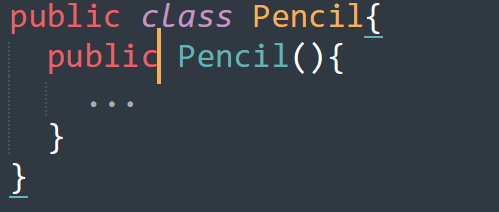 public class Pencil{
public Pencil(){
...
}
}